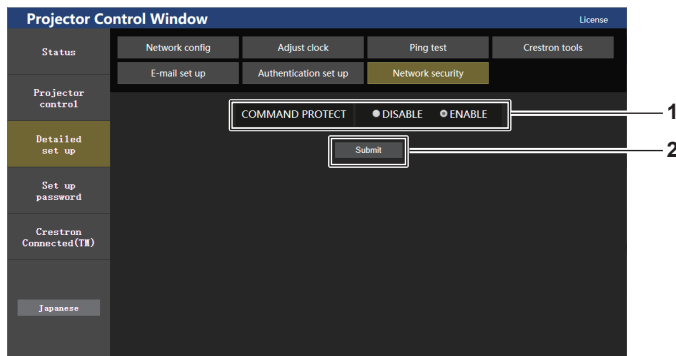 Projector Control Window
License
Status
Network config
Adjust clock
Ping test
Crestron tools
E-mail set up
Authentication set up
Network security
Projector
control
COMMAND PROTECT
DISABLE
ENABLE
1
Submit
2
Detailed
set up
Set up
password
Crestron
Connected(TM)
Japanese